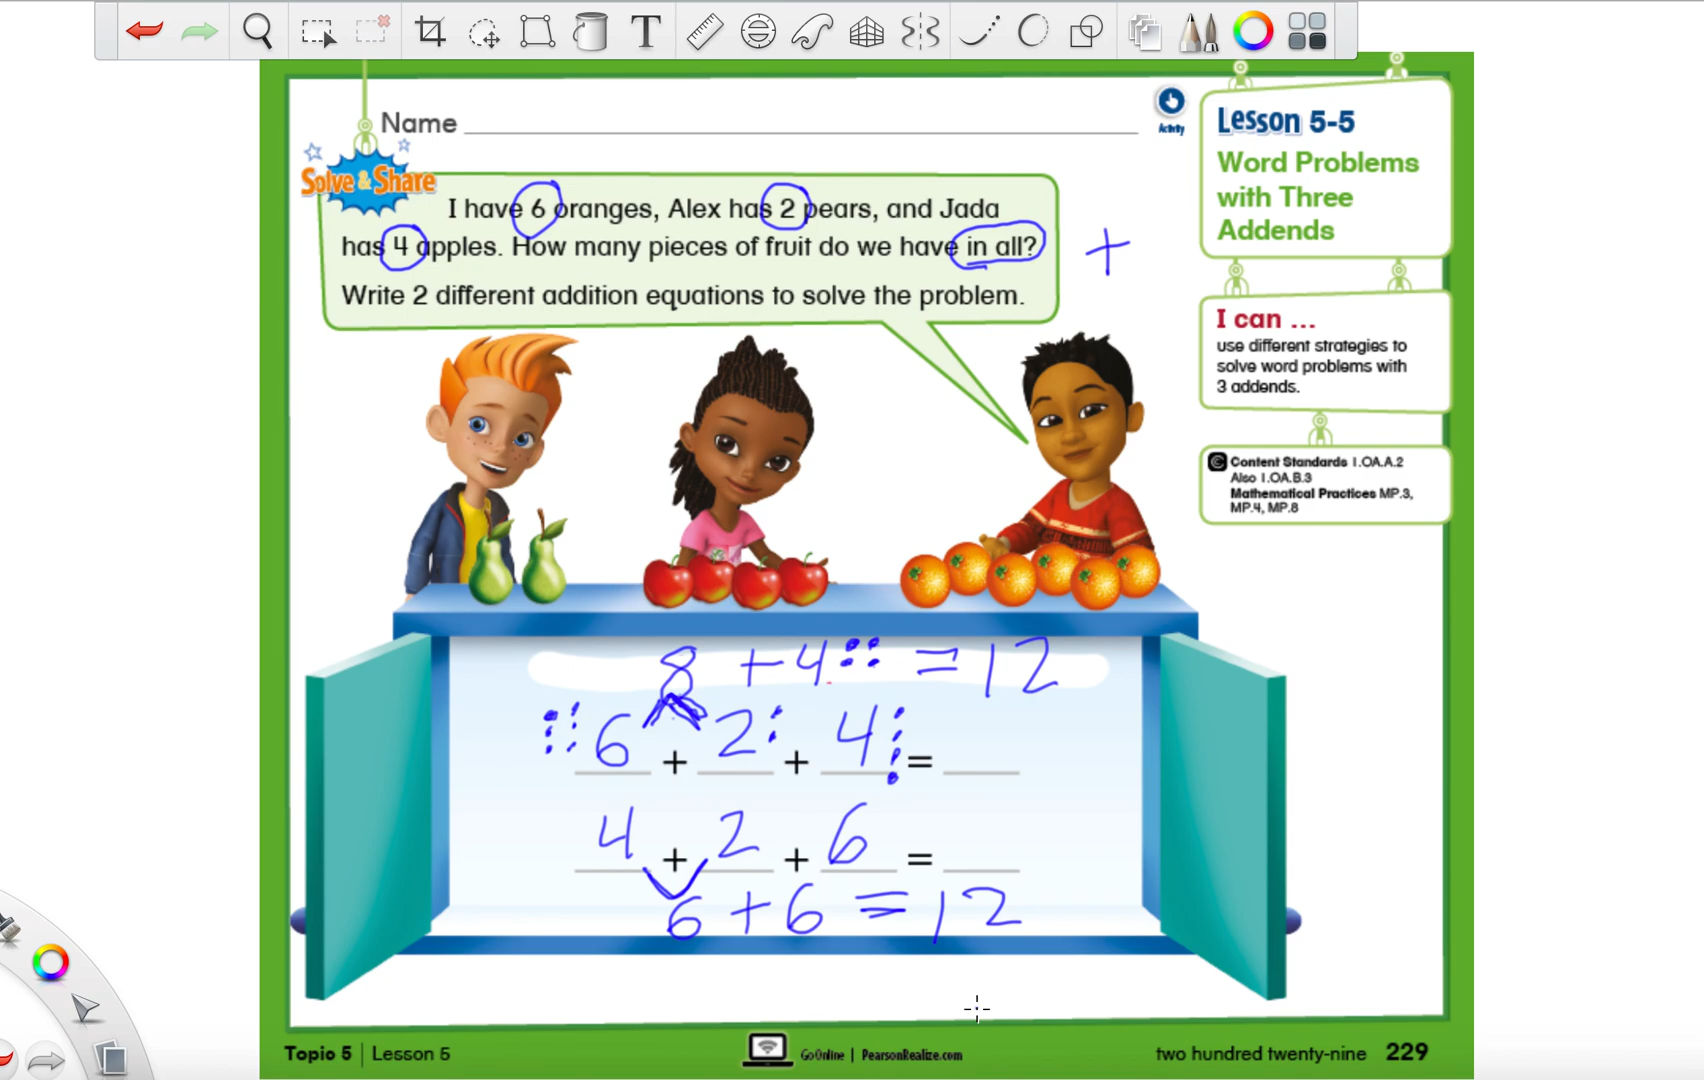 Name
Activity
Lesson 5-5
Word Problems
with Three
Addends
Solve & Share
I have 6 oranges, Alex has 2 pears, and Jada
has 4 apples. How many pieces of fruit do we have in all?
+
Write 2 different addition equations to solve the problem.
I can ...
use different strategies to
solve word problems with
3 addends.
Content Standards 1.OA.A.2
Also 1.OA.B.3
Mathematical Practices MP.3,
MP.4, MP.8
8 + 4 = 12
6 + 2 + 4 =
4 + 2 + 6 =
6 + 6 = 12
Topic 5 | Lesson 5
Go Online | PearsonRealize.com
two hundred twenty-nine 229